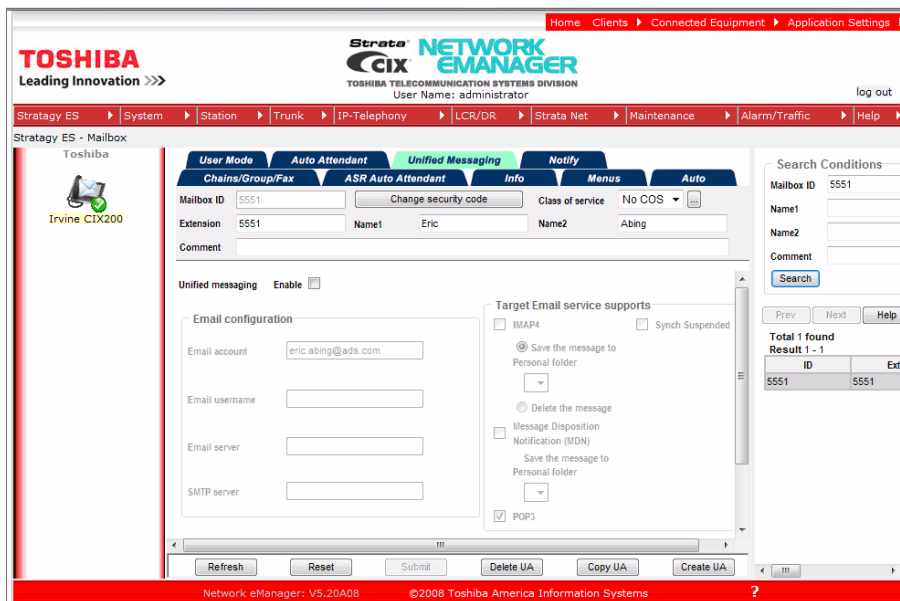 Home Clients Connected Equipment Application Settings
TOSHIBA
Leading Innovation >>>
Strata CIX NETWORK EMANAGER
TOSHIBA TELECOMMUNICATION SYSTEMS DIVISION
User Name: administrator
log out
Stratagy ES System Station Trunk IP-Telephony LCR/DR Strata Net Maintenance Alarm/Traffic Help
Stratagy ES - Mailbox
Toshiba
Irvine CIX200
User Mode Auto Attendant Unified Messaging Notify
Chains/Group/Fax ASR Auto Attendant Info Menus Auto
Mailbox ID 5551 Change security code Class of service No COS ...
Extension 5551 Name1 Eric Name2 Abing
Comment
Unified messaging Enable
Email configuration
Email account eric.abing@ads.com
Email username
Email server
SMTP server
Target Email service supports
IMAP4 Synch Suspended
Save the message to
Personal folder
Delete the message
Message Disposition
Notification (MDN)
Save the message to
Personal folder
POP3
Refresh Reset Submit Delete UA Copy UA Create UA
Search Conditions
Mailbox ID 5551
Name1
Name2
Comment
Search
Prev Next Help
Total 1 found
Result 1 - 1
ID Ext
5551 5551
Network eManager: V5.20A08 ©2008 Toshiba America Information Systems ?